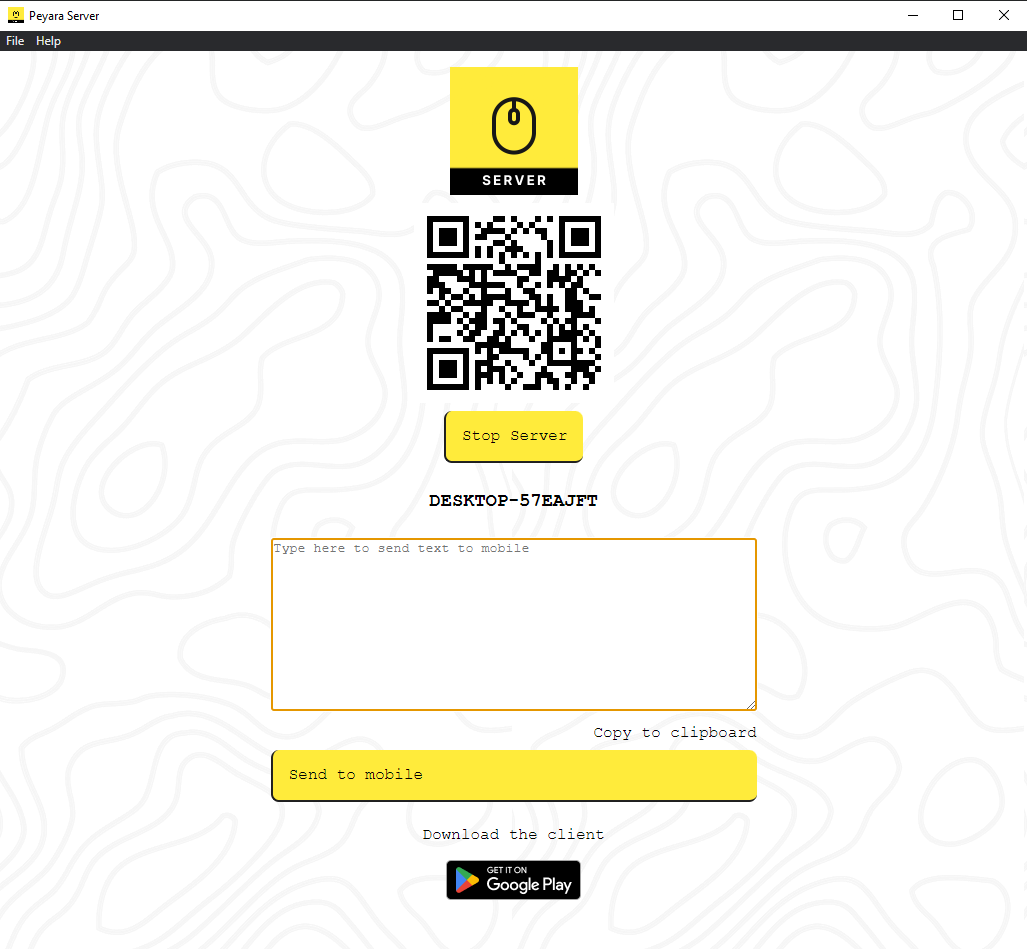 Peyara Server
File Help
SERVER
Stop Server
DESKTOP-57EAJFT
Type here to send text to mobile
Copy to clipboard
Send to mobile
Download the client
GET IT ON
Google Play